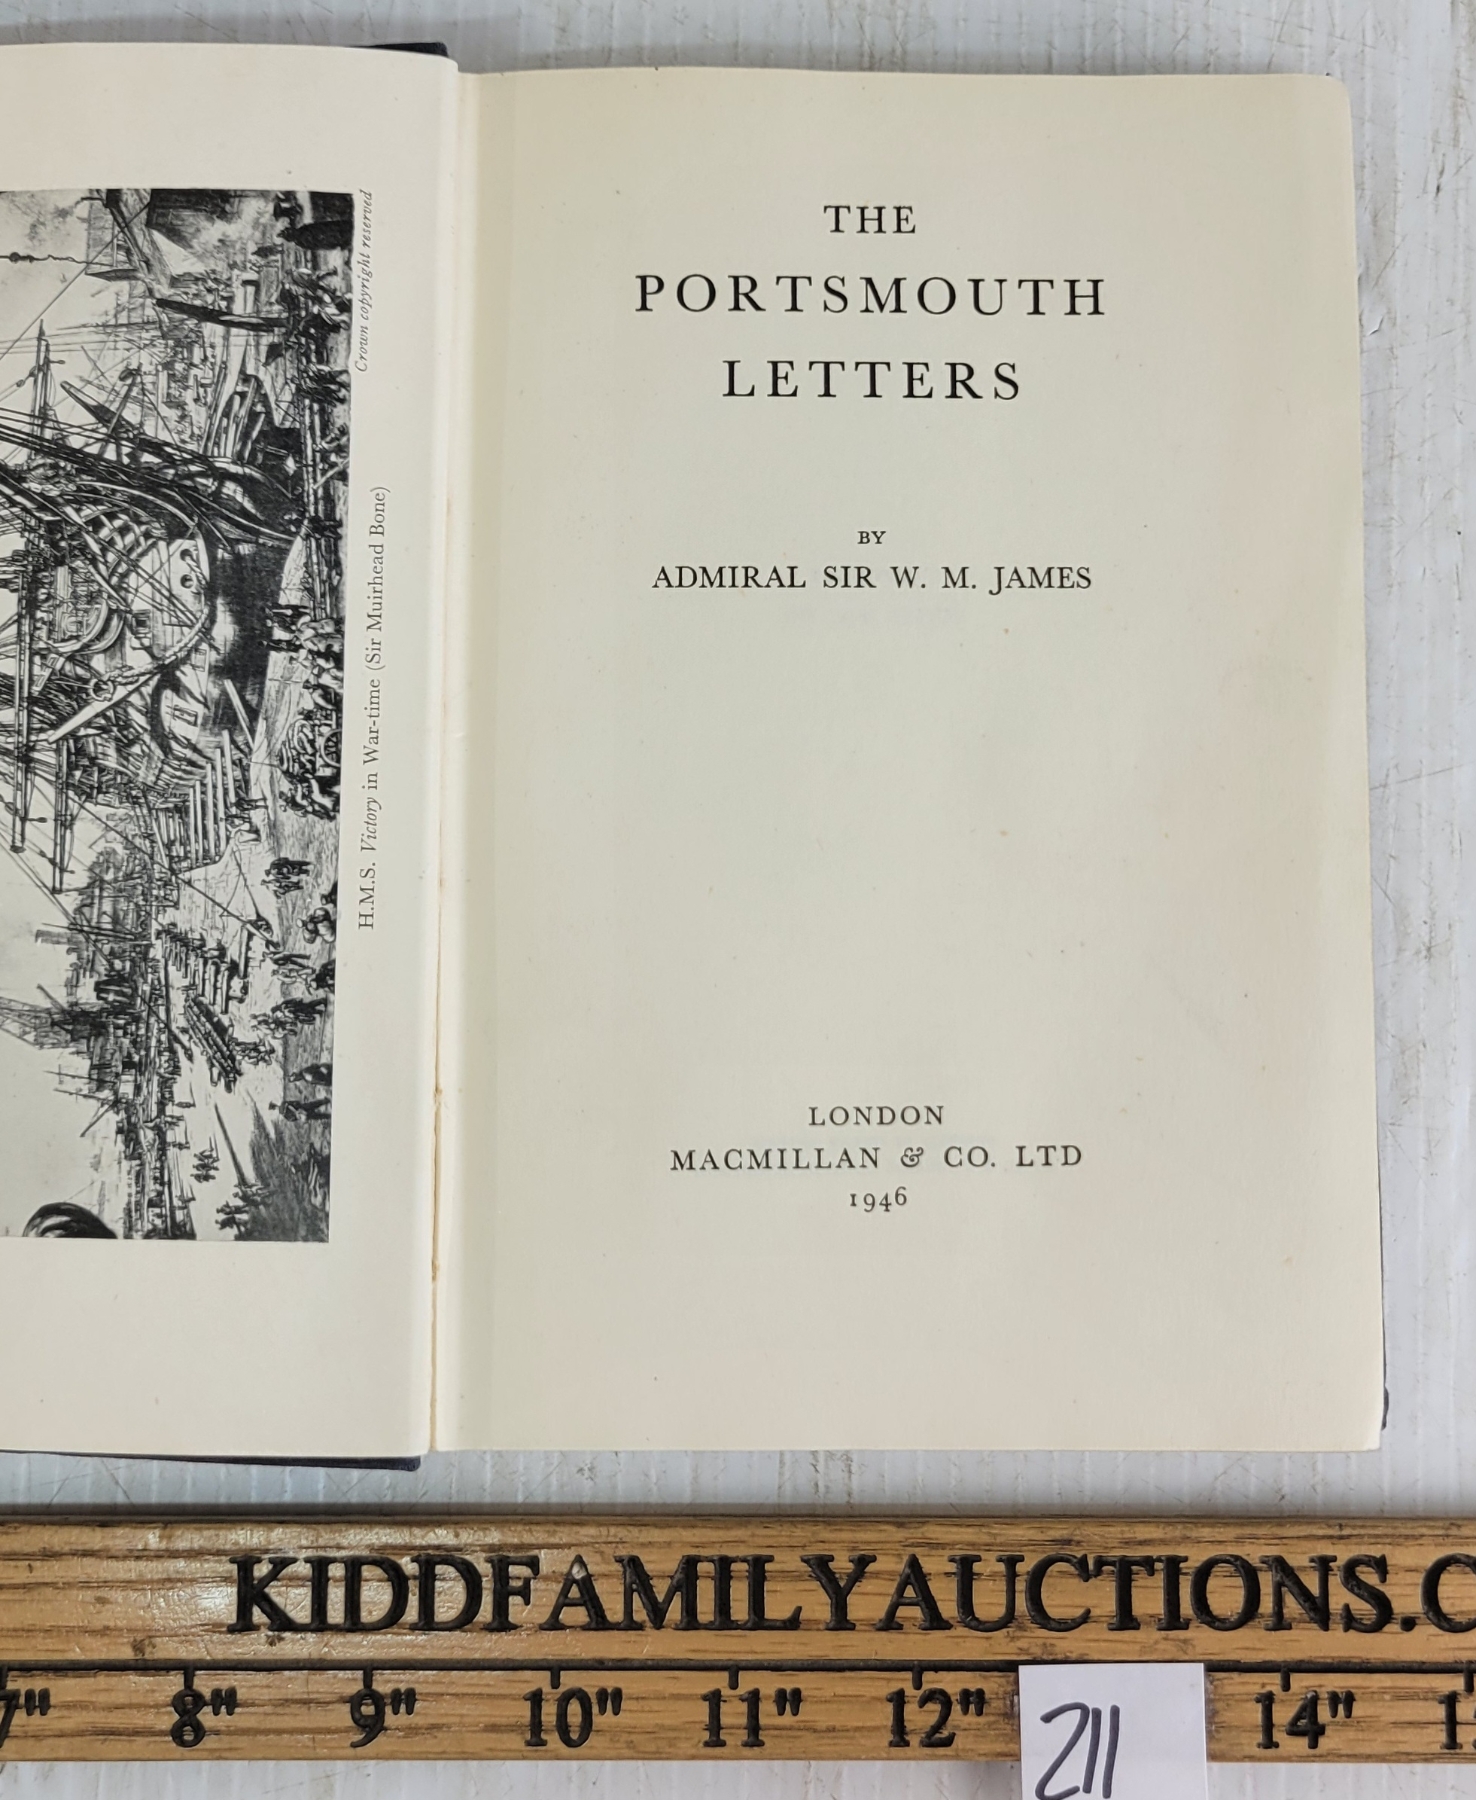 Crown copyright reserved
H.M.S. Victory in War-time (Sir Muirhead Bone)
THE
PORTSMOUTH
LETTERS
BY
ADMIRAL SIR W. M. JAMES
LONDON
MACMILLAN & CO. LTD
1946
KIDDFAMILYAUCTIONS.C
7" 8" 9" 10" 11" 12" 14" 1
211